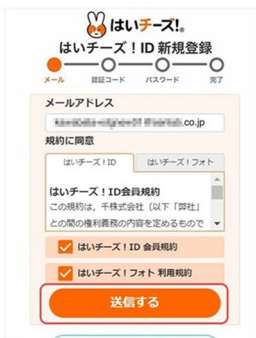 はいチーズ!®
はいチーズ!ID 新規登録
メール 認証コード パスワード 完了
メールアドレス
.co.jp
規約に同意
はいチーズ!ID はいチーズ!フォト
はいチーズ!ID会員規約
この規約は,千株式会社(以下「弊社」
との間の権利義務の内容を定めるもので
はいチーズ!ID 会員規約
はいチーズ!フォト 利用規約
送信する